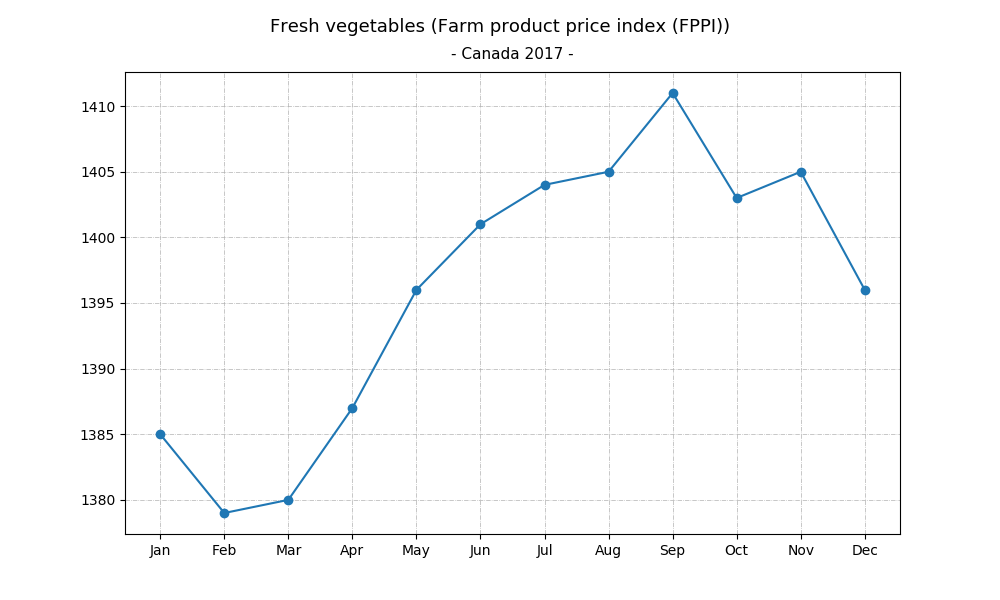 Fresh vegetables (Farm product price index (FPPI))
- Canada 2017 -
1410
1405
1400
1395
1390
1385
1380
Jan Feb Mar Apr May Jun Jul Aug Sep Oct Nov Dec